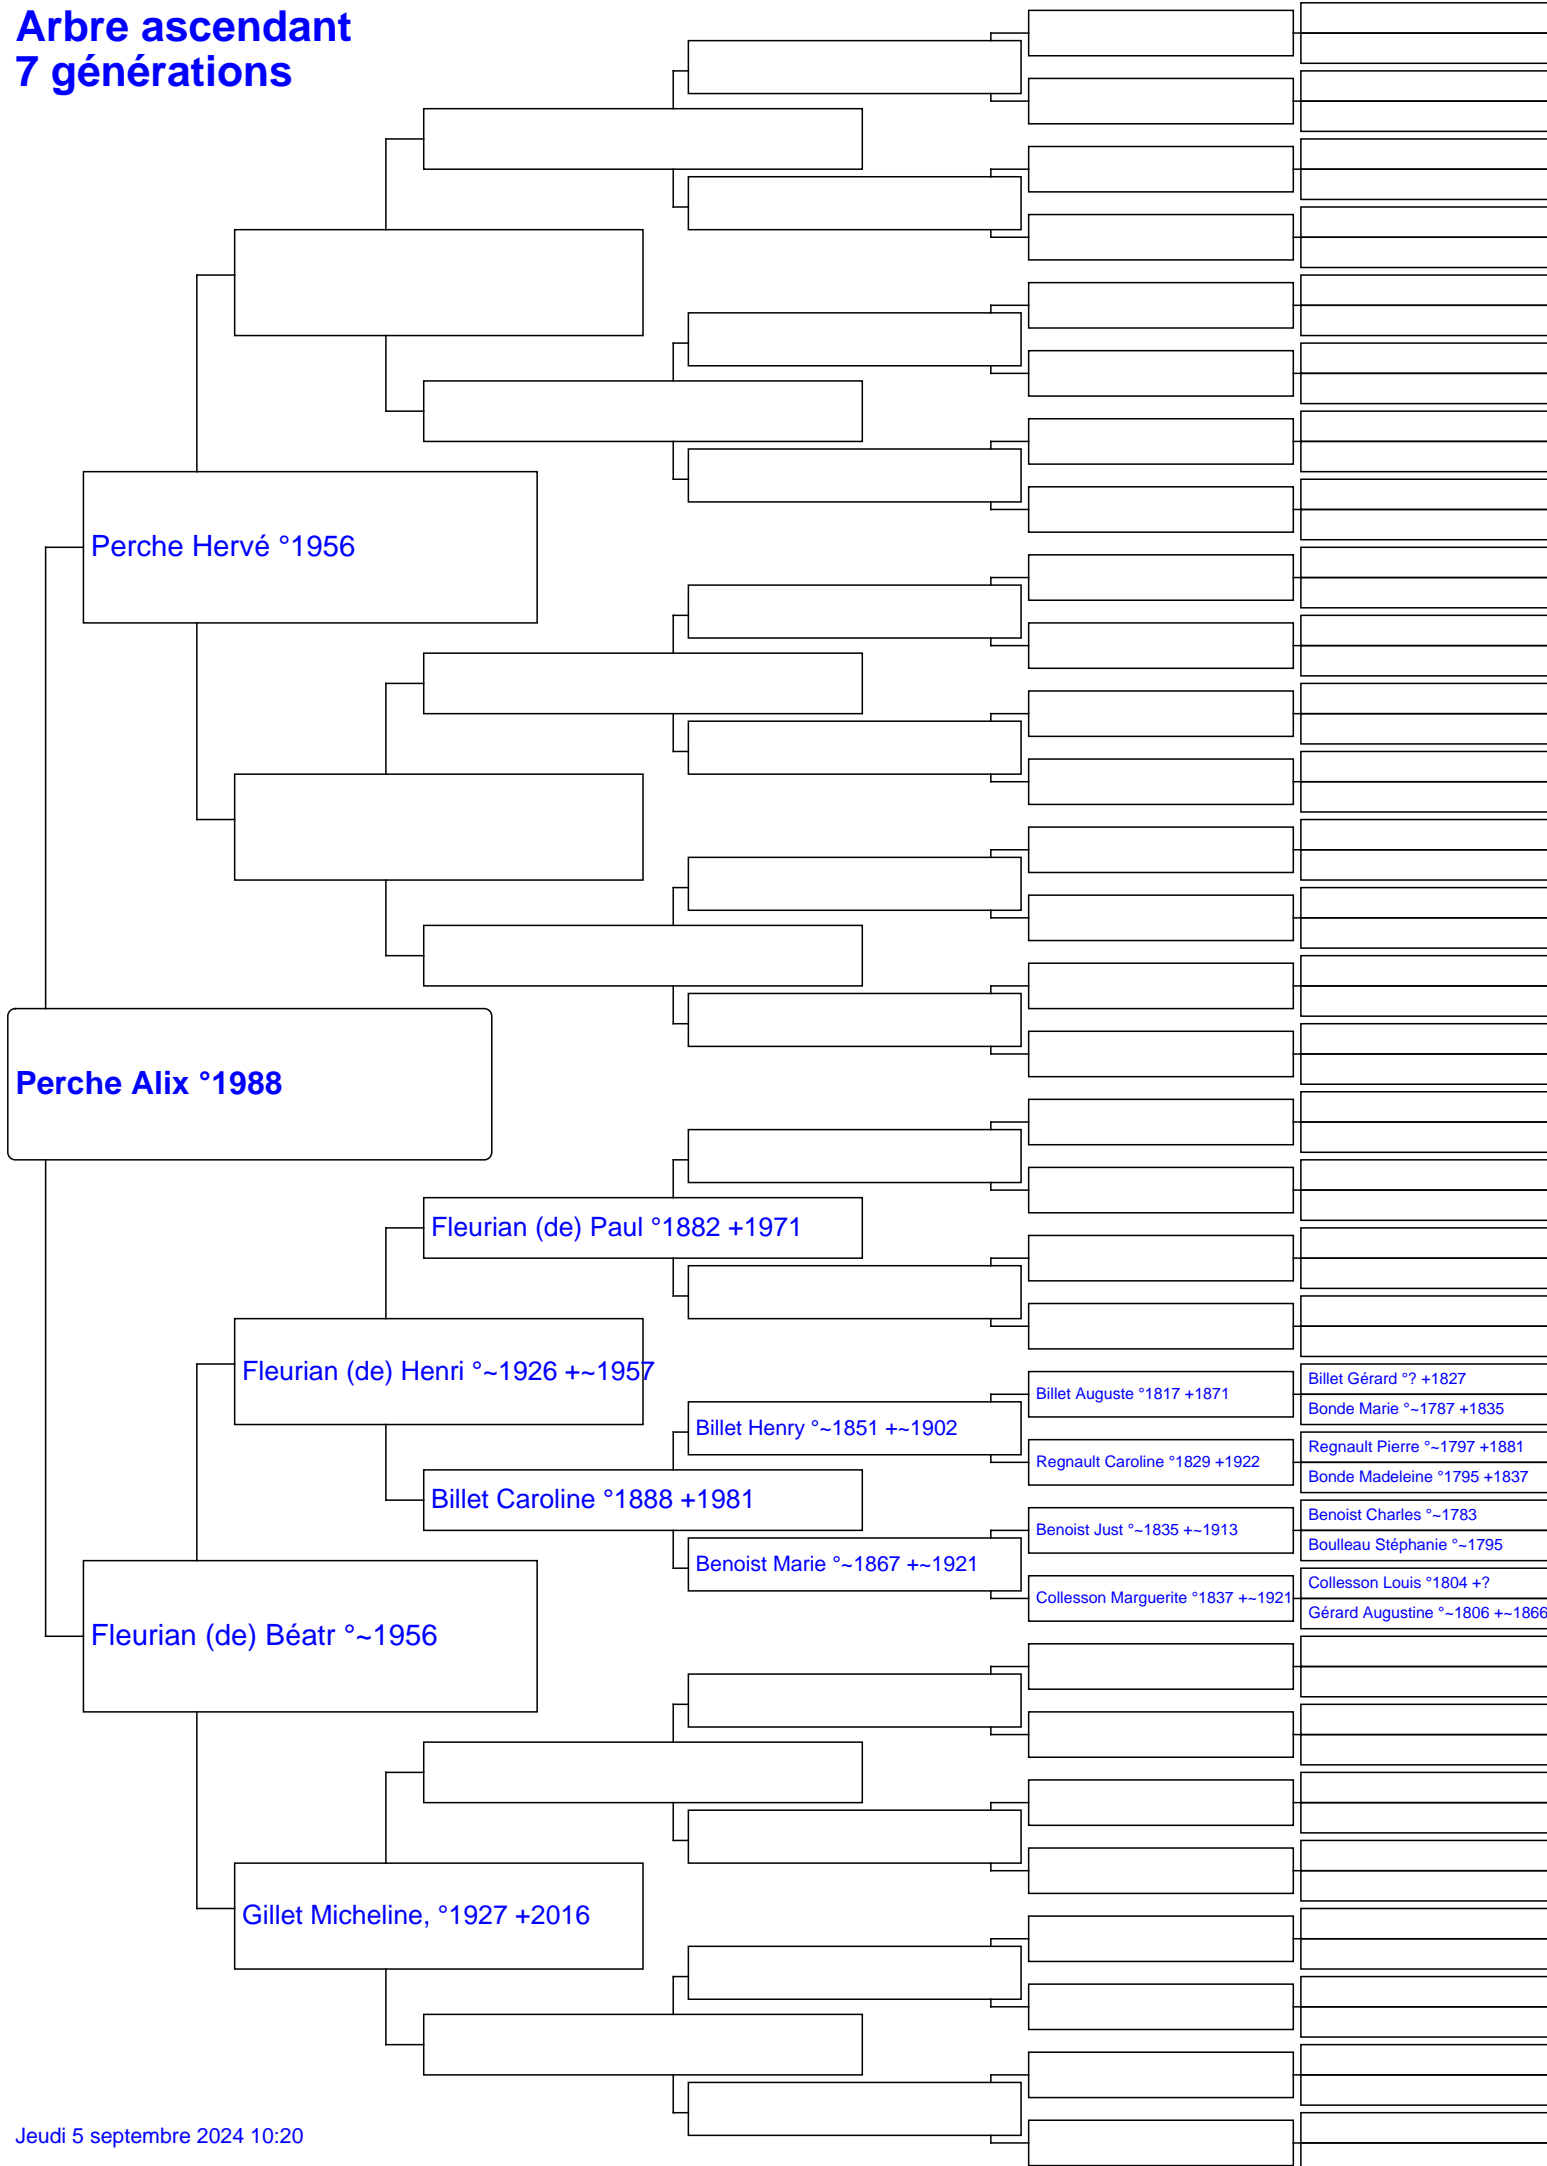 Arbre ascendant
7 générations
Perche Hervé °1956
Perche Alix °1988
Fleurian (de) Paul °1882 +1971
Fleurian (de) Henri °~1926 +~1957
Billet Gérard °? +1827
Billet Auguste °1817 +1871
Bonde Marie °~1787 +1835
Billet Henry °~1851 +~1902
Regnault Pierre °~1797 +1881
Regnault Caroline °1829 +1922
Bonde Madeleine °1795 +1837
Billet Caroline °1888 +1981
Benoist Charles °~1783
Benoist Just °~1835 +~1913
Boulleau Stéphanie °~1795
Benoist Marie °~1867 +~1921
Collesson Louis °1804 +?
Collesson Marguerite °1837 +~1921
Gérard Augustine °~1806 +~1866
Fleurian (de) Béatr °~1956
Gillet Micheline, °1927 +2016
Jeudi 5 septembre 2024 10:20